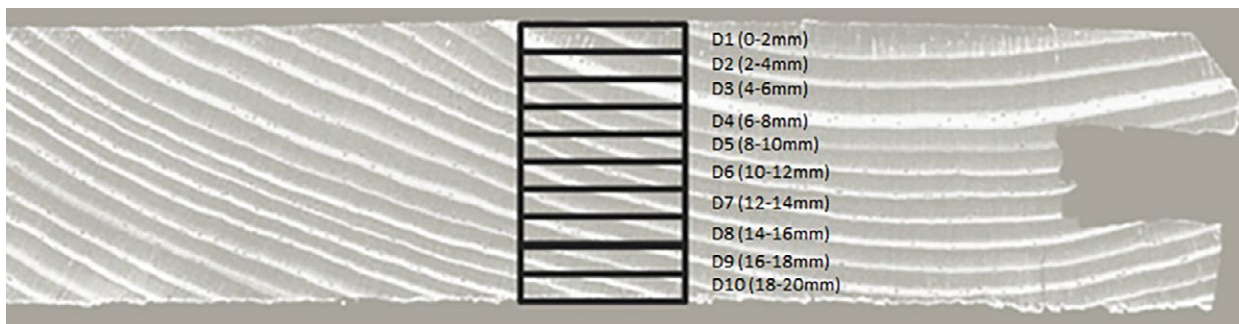 D1 (0-2mm)
D2 (2-4mm)
D3 (4-6mm)
D4 (6-8mm)
D5 (8-10mm)
D6 (10-12mm)
D7 (12-14mm)
D8 (14-16mm)
D9 (16-18mm)
D10 (18-20mm)